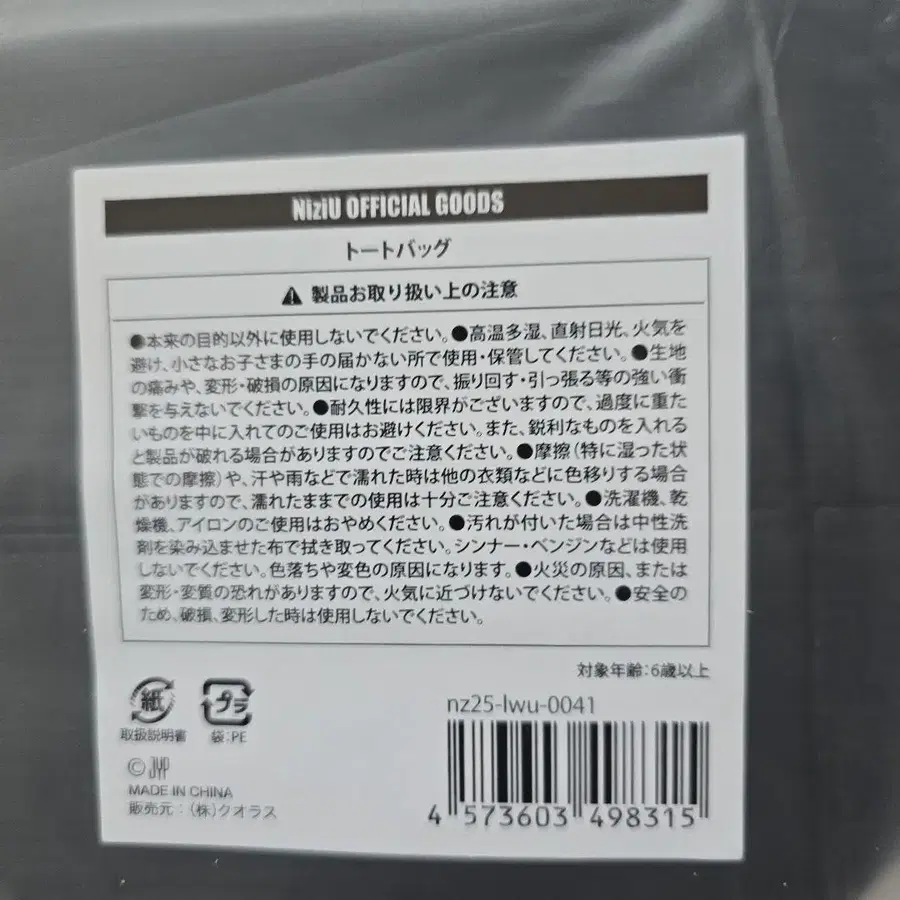 NiziU OFFICIAL GOODS
トートバッグ
製品お取り扱い上の注意
●本来の目的以外に使用しないでください。●高温多湿、直射日光、火気を
避け、小さなお子さまの手の届かない所で使用・保管してください。●生地
の痛みや、変形・破損の原因になりますので、振り回す・引っ張る等の強い衝
撃を与えないでください。●耐久性には限界がございますので、過度に重た
いものを中に入れてのご使用はお避けください。また、鋭利なものを入れる
と製品が破れる場合がありますのでご注意ください。●摩擦(特に湿った状
態での摩擦)や、汗や雨などで濡れた時は他の衣類などに色移りする場合
がありますので、濡れたままでの使用は十分ご注意ください。●洗濯機、乾
燥機、アイロンのご使用はおやめください。●汚れが付いた場合は中性洗
剤を染み込ませた布で拭き取ってください。シンナー・ベンジンなどは使用
しないでください。色落ちや変色の原因になります。●火災の原因、または
変形・変質の恐れがありますので、火気に近づけないでください。●安全の
ため、破損、変形した時は使用しないでください。
対象年齢:6歳以上
紙
プラ
取扱説明書
袋:PE
nz25-lwu-0041
© JYP
MADE IN CHINA
販売元:(株)クオラス
4 573603 498315